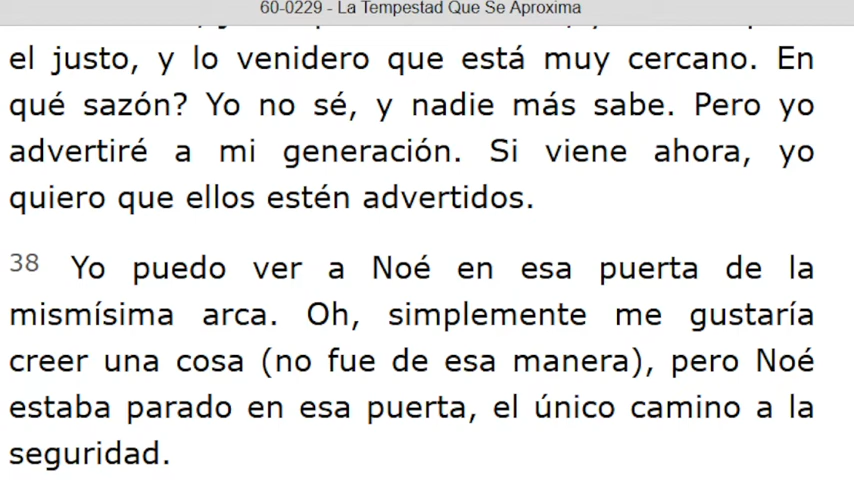 60-0229 - La Tempestad Que Se Aproxima
el justo, y lo venidero que está muy cercano. En
qué sazón? Yo no sé, y nadie más sabe. Pero yo
advertiré a mi generación. Si viene ahora, yo
quiero que ellos estén advertidos.
38 Yo puedo ver a Noé en esa puerta de la
mismísima arca. Oh, simplemente me gustaría
creer una cosa (no fue de esa manera), pero Noé
estaba parado en esa puerta, el único camino a la
seguridad.